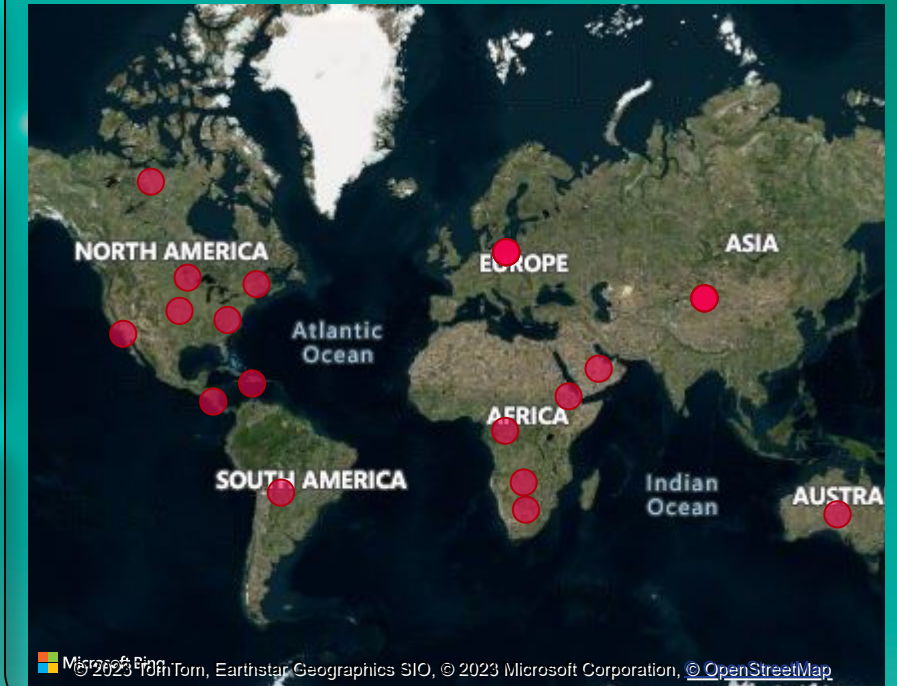 ASIA
NORTH AMERICA
EUROPE
Atlantic
Ocean
AFRICA
SOUTH AMERICA
Indian
Ocean
AUSTRA
Microsoft Bing
© 2023 TomTom, Earthstar Geographics SIO, © 2023 Microsoft Corporation, © OpenStreetMap